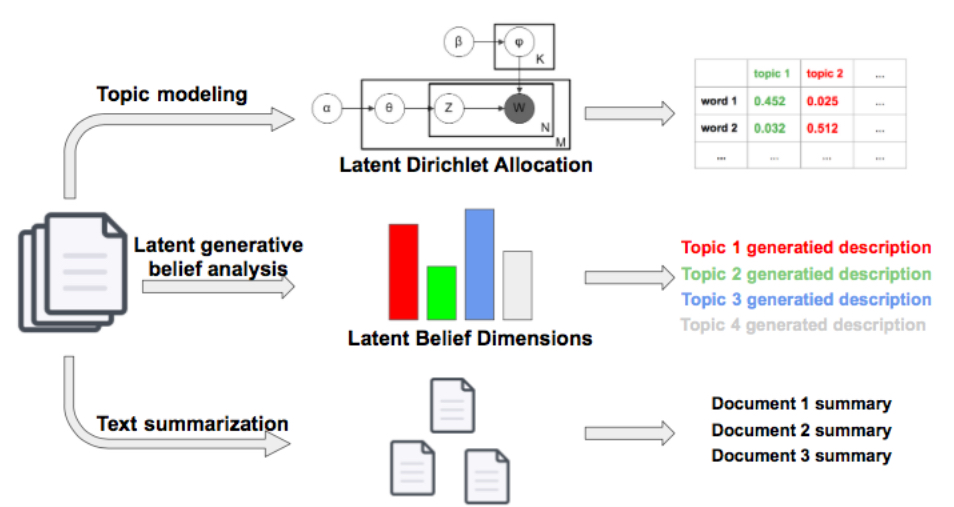 Topic modeling
β
φ
K
α
θ
Z
W
N
M
Latent Dirichlet Allocation
topic 1 topic 2 ...
word 1 0.452 0.025 ...
word 2 0.032 0.512 ...
... ... ... ...
Latent generative
belief analysis
Latent Belief Dimensions
Topic 1 generatied description
Topic 2 generatied description
Topic 3 generatied description
Topic 4 generated description
Text summarization
Document 1 summary
Document 2 summary
Document 3 summary